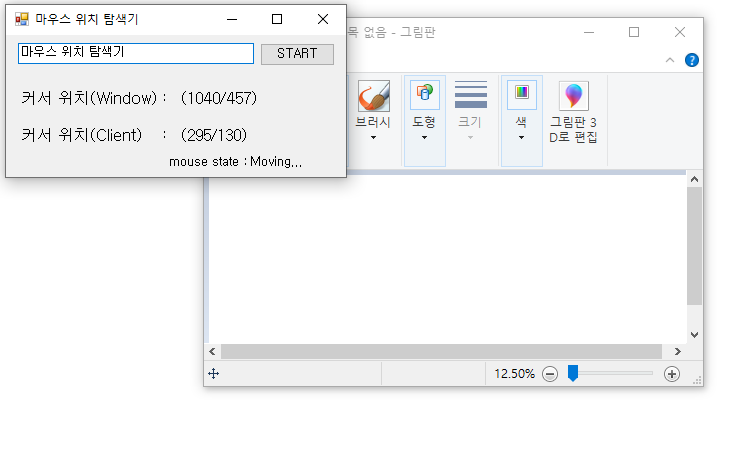 마우스 위치 탐색기
마우스 위치 탐색기
START
커서 위치(Window) : (1040/457)
커서 위치(Client) : (295/130)
mouse state : Moving...
목 없음 - 그림판
브러시
도형
크기
색
그림판 3
D로 편집
12.50%